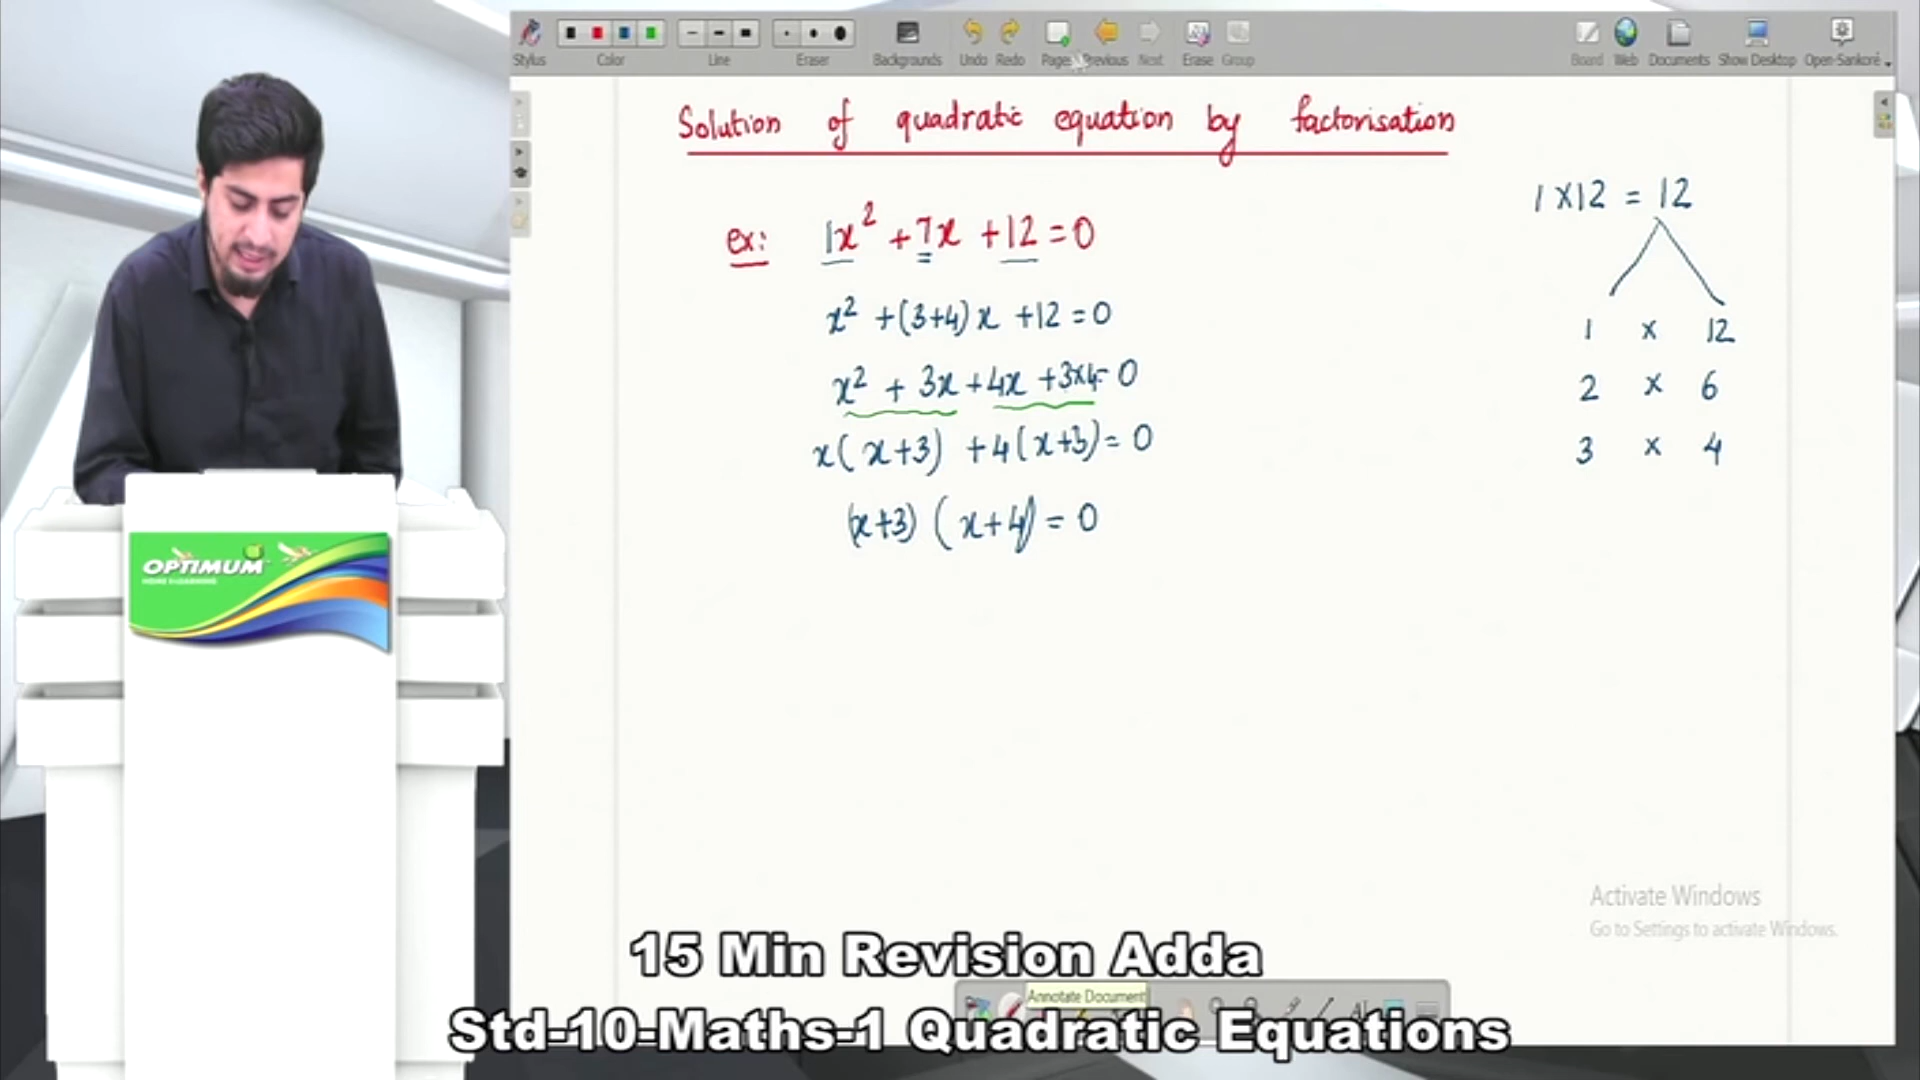 Stylus Color Line Eraser Backgrounds Undo Redo Pages Previous Next Erase Group Board Web Documents Show Desktop Open-Sankoré
Solution of quadratic equation by factorisation
1x12 = 12
ex: 1x² + 7x + 12 = 0
x² + (3+4) x + 12 = 0
1 x 12
x² + 3x + 4x + 3x4 = 0
2 x 6
x( x+3) + 4(x+3) = 0
3 x 4
(x+3) (x+4) = 0
OPTIMUM
Activate Windows
Go to Settings to activate Windows.
15 Min Revision Adda
Annotate Document
Std-10-Maths-1 Quadratic Equations